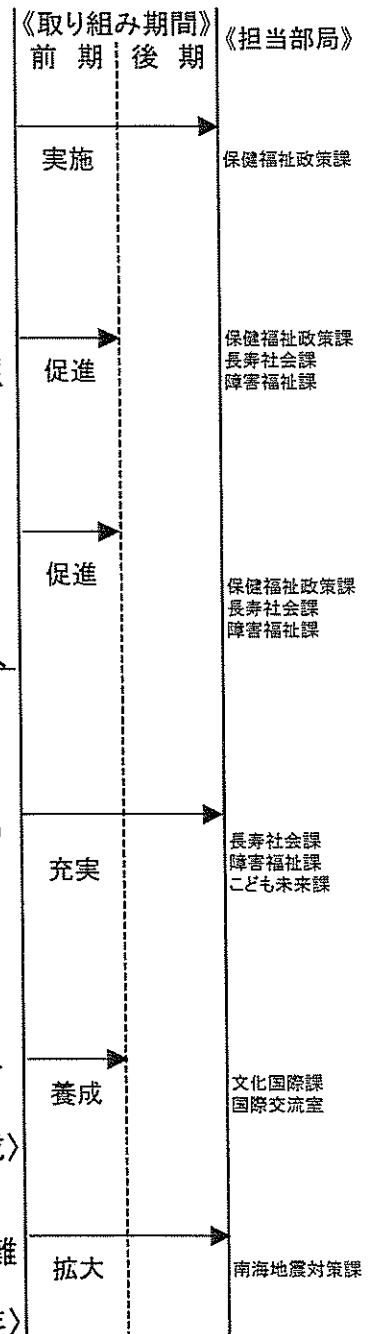 《取り組み期間》
前期 後期
《担当部局》
実施
保健福祉政策課
促進
保健福祉政策課
長寿社会課
障害福祉課
促進
保健福祉政策課
長寿社会課
障害福祉課
充実
長寿社会課
障害福祉課
こども未来課
養成
文化国際課
国際交流室
〉
難
拡大
南海地震対策課
〉